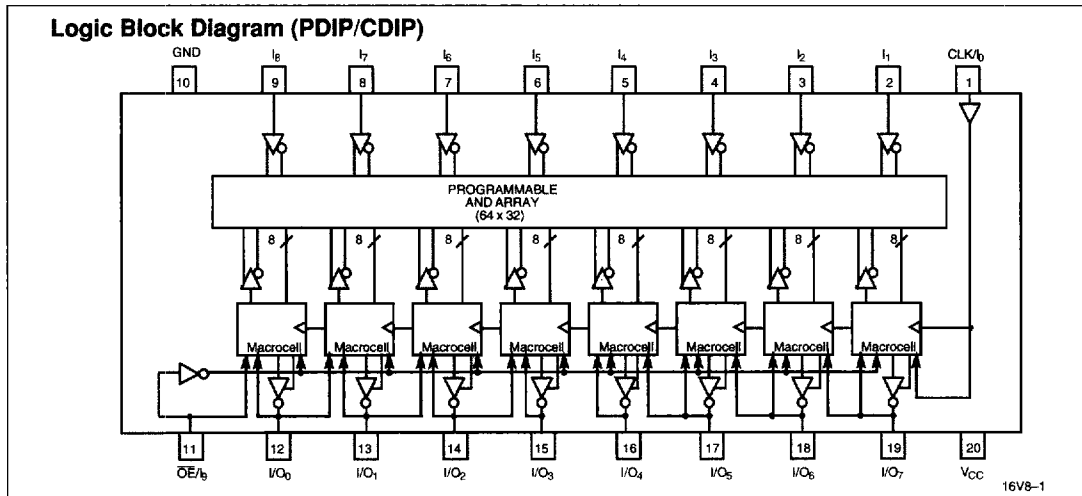 Logic Block Diagram (PDIP/CDIP)
GND I8 I7 I6 I5 I4 I3 I2 I1 CLK/I0
10 9 8 7 6 5 4 3 2 1
PROGRAMMABLE
AND ARRAY
(64 x 32)
8 8 8 8 8 8 8 8
Macrocell Macrocell Macrocell Macrocell Macrocell Macrocell Macrocell Macrocell
11 12 13 14 15 16 17 18 19 20
OE/I9 I/O0 I/O1 I/O2 I/O3 I/O4 I/O5 I/O6 I/O7 VCC
16V8–1